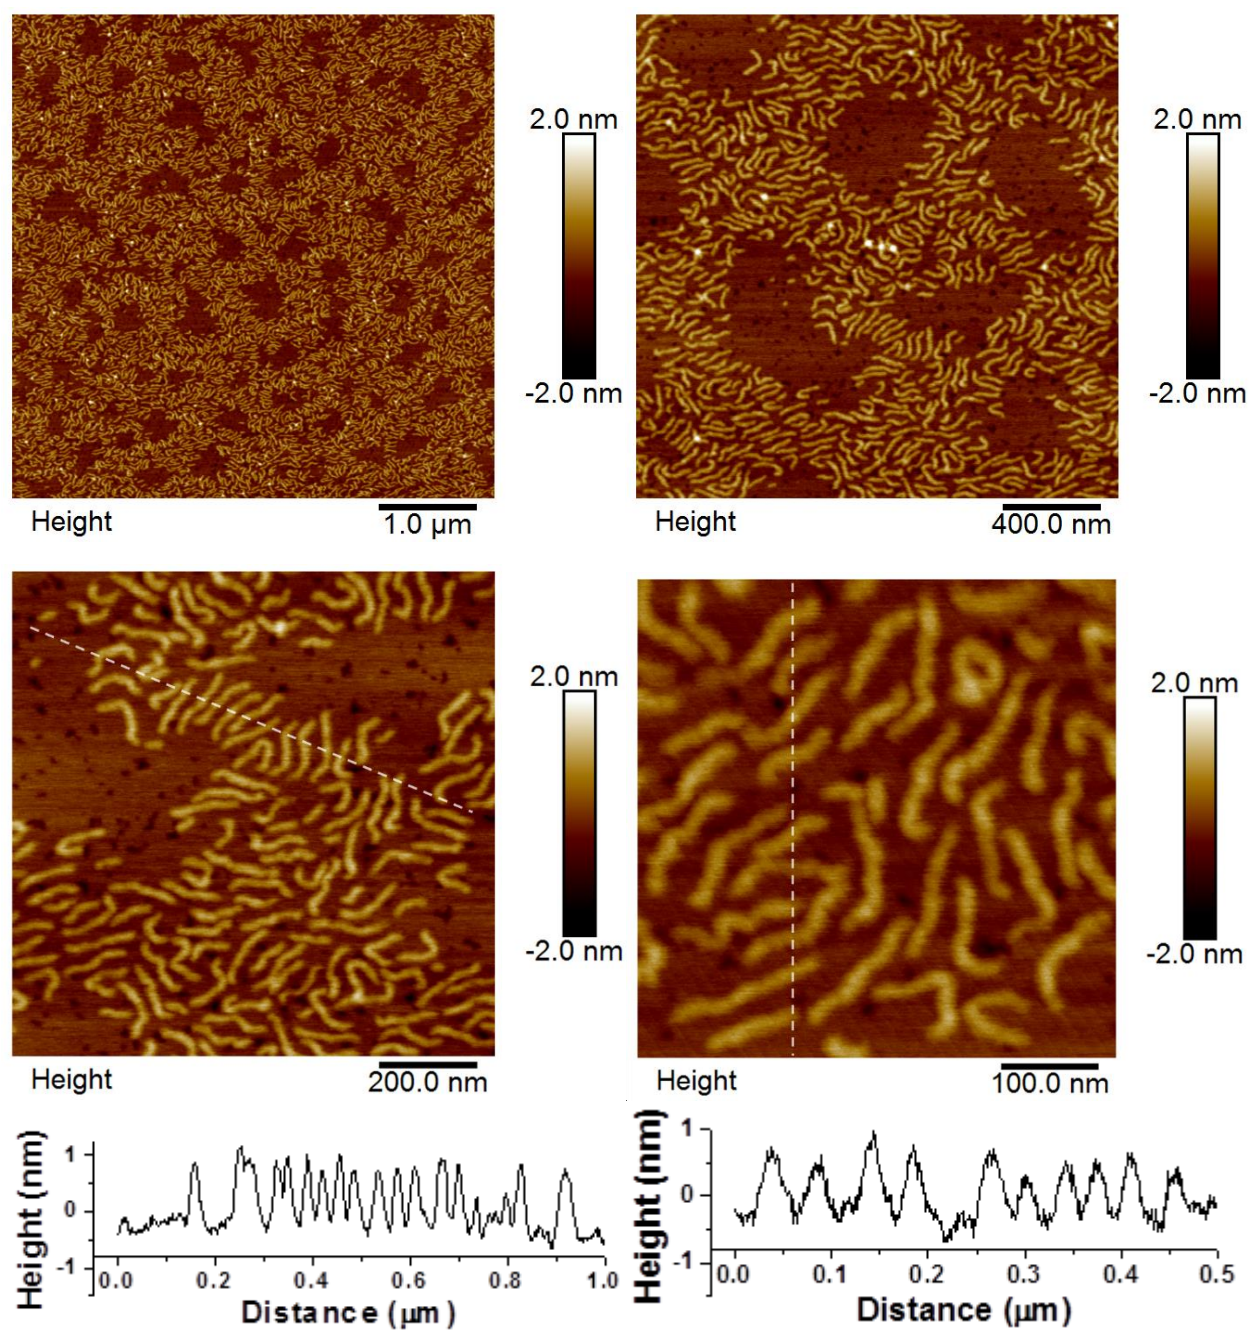 2.0 nm
-2.0 nm
Height
1.0 μm
2.0 nm
-2.0 nm
Height
400.0 nm
2.0 nm
-2.0 nm
Height
200.0 nm
2.0 nm
-2.0 nm
Height
100.0 nm
Height (nm)
1
0
-1
0.0 0.2 0.4 0.6 0.8 1.0
Distance (μm)
Height (nm)
1
0
-1
0.0 0.1 0.2 0.3 0.4 0.5
Distance (μm)